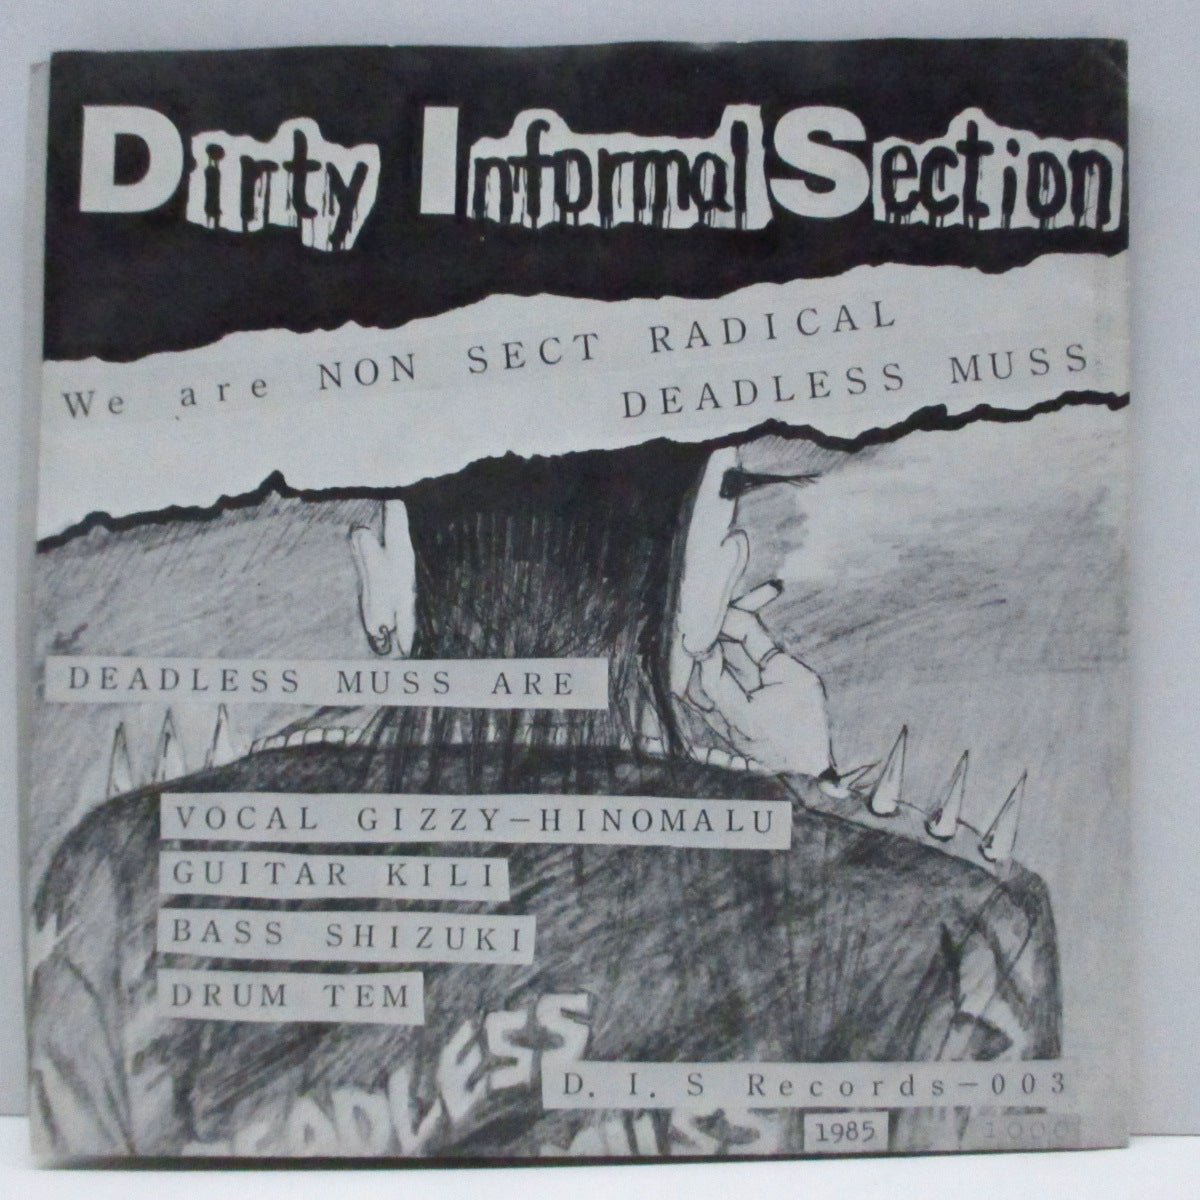 Dirty Informal Section
We are NON SECT RADICAL
DEADLESS MUSS
DEADLESS MUSS ARE
VOCAL GIZZY-HINOMALU
GUITAR KILI
BASS SHIZUKI
DRUM TEM
D. I. S Records-003
1985
1000